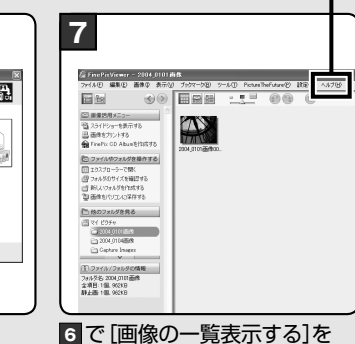 7
FinePixViewer - 2004_0101画像
ファイル(F) 編集(E) 画像(I) 表示(V) ブックマーク(B) ツール(T) PictureTheFuture(P) 設定 ヘルプ(H)
画像活用メニュー
スライドショーを表示する
画像をプリントする
FinePix CD Albumを作成する
ファイルやフォルダを操作する
エクスプローラーで開く
フォルダのサイズを確認する
新しいフォルダを作成する
画像をパソコンに保存する
他のフォルダを見る
マイ ピクチャ
2004_0101画像
2004_0104画像
Capture Images
ファイル/フォルダの情報
フォルダ名: 2004_0101画像
全項目: 1個, 962KB
静止画: 1個, 962KB
2004_0101画像00...
6で[画像の一覧表示する]を